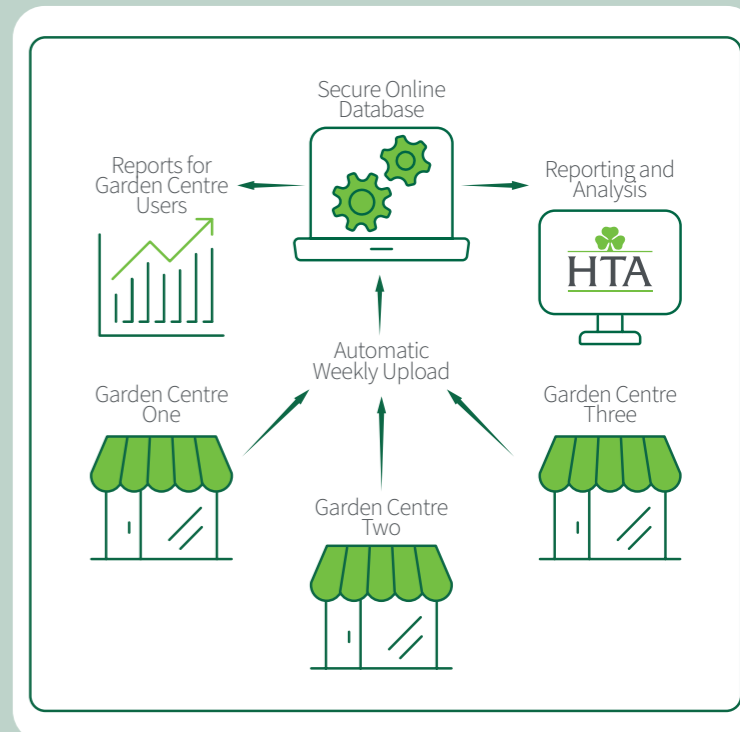 Secure Online
Database
Reports for
Garden Centre
Users
Reporting and
Analysis
HTA
Automatic
Weekly Upload
Garden Centre
One
Garden Centre
Three
Garden Centre
Two